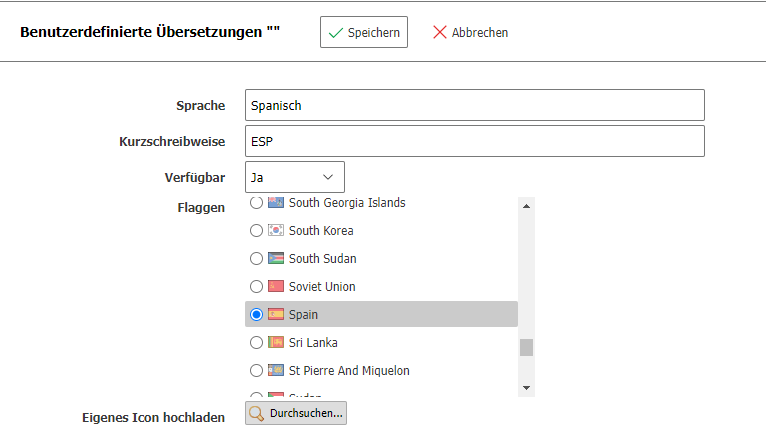 Benutzerdefinierte Übersetzungen "" Speichern Abbrechen
Sprache Spanisch
Kurzschreibweise ESP
Verfügbar Ja
Flaggen South Georgia Islands
South Korea
South Sudan
Soviet Union
Spain
Sri Lanka
St Pierre And Miquelon
Sudan
Eigenes Icon hochladen Durchsuchen...